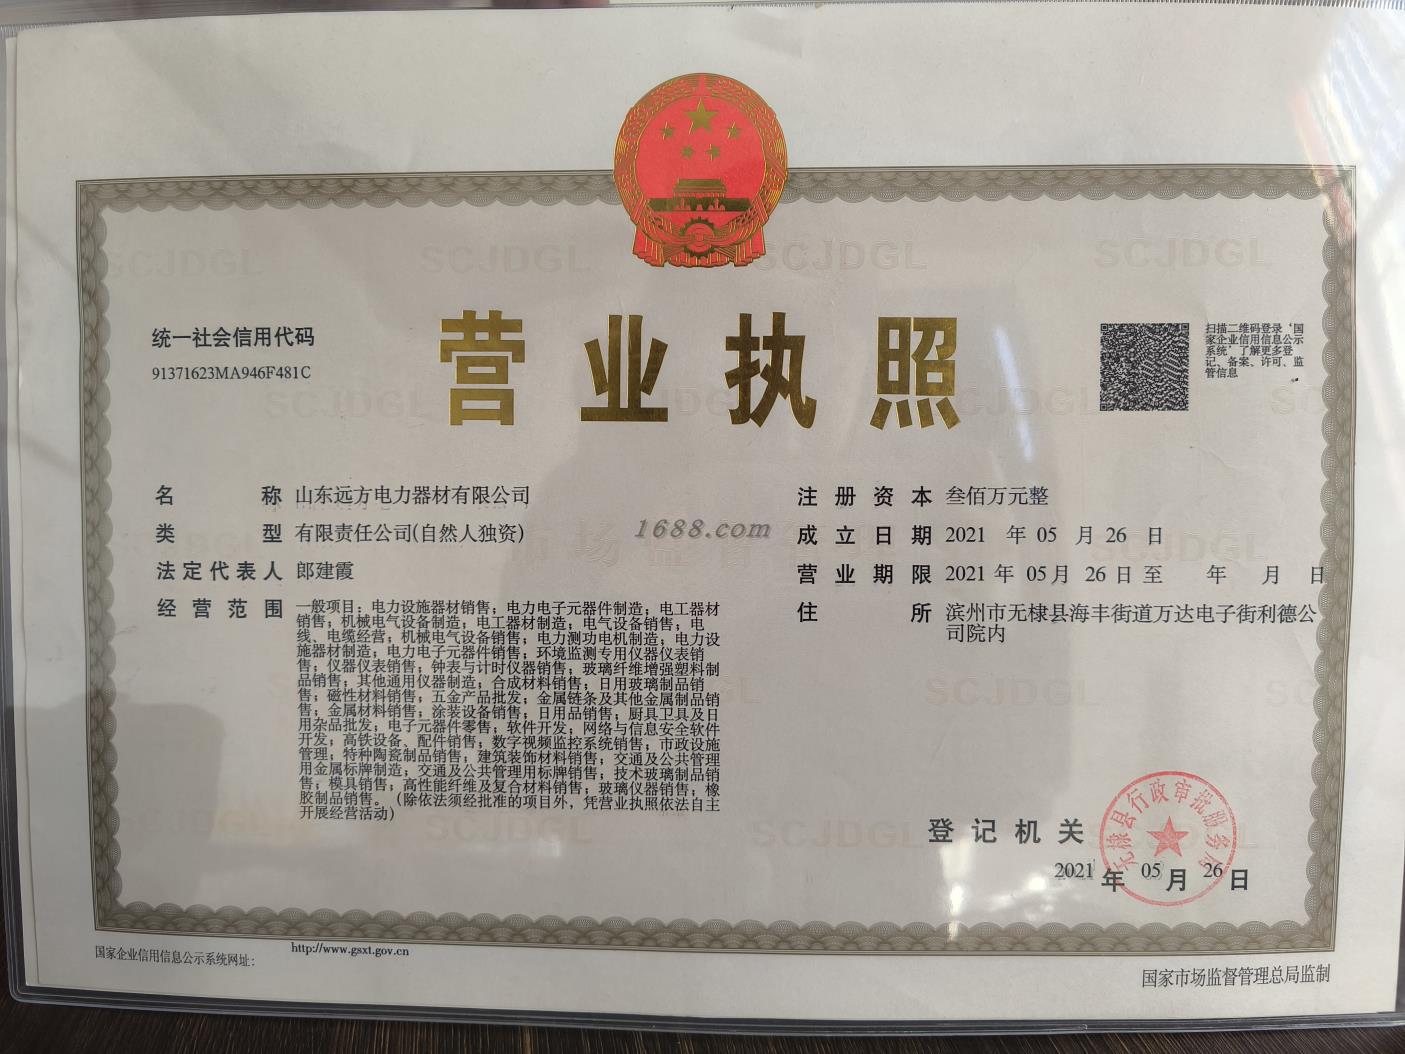 营业执照
统一社会信用代码
91371623MA946F481C
扫描二维码登录‘国
家企业信用信息公示
系统’了解更多登
记、备案、许可、监
管信息
名 称 山东远方电力器材有限公司
类 型 有限责任公司(自然人独资)
法定代表人 郎建霞
经营范围 一般项目：电力设施器材销售；电力电子元器件制造；电工器材
销售；机械电气设备制造；电工器材制造；电气设备销售；电
线、电缆经营；机械电气设备销售；电力测功电机制造；电力设
施器材制造；电力电子元器件销售；环境监测专用仪器仪表销
售；仪器仪表销售；钟表与计时仪器销售；玻璃纤维增强塑料制
品销售；其他通用仪器制造；合成材料销售；日用玻璃制品销
售；磁性材料销售；五金产品批发；金属链条及其他金属制品销
售；金属材料销售；涂装设备销售；日用品销售；厨具卫具及日
用杂品批发；电子元器件零售；软件开发；网络与信息安全软件
开发；高铁设备、配件销售；数字视频监控系统销售；市政设施
管理；特种陶瓷制品销售；建筑装饰材料销售；交通及公共管理
用金属标牌制造；交通及公共管理用标牌销售；技术玻璃制品销
售；模具销售；高性能纤维及复合材料销售；玻璃仪器销售；橡
胶制品销售。（除依法须经批准的项目外，凭营业执照依法自主
开展经营活动）
注册资本 叁佰万元整
成立日期 2021 年 05 月 26 日
营业期限 2021 年 05 月 26 日 至 年 月 日
住 所 滨州市无棣县海丰街道万达电子街利德公
司院内
1688.com
登记机关
无棣县行政审批服务局
2021 年 05 月 26 日
国家企业信用信息公示系统网址：
http://www.gsxt.gov.cn
国家市场监督管理总局监制
SCJDGL